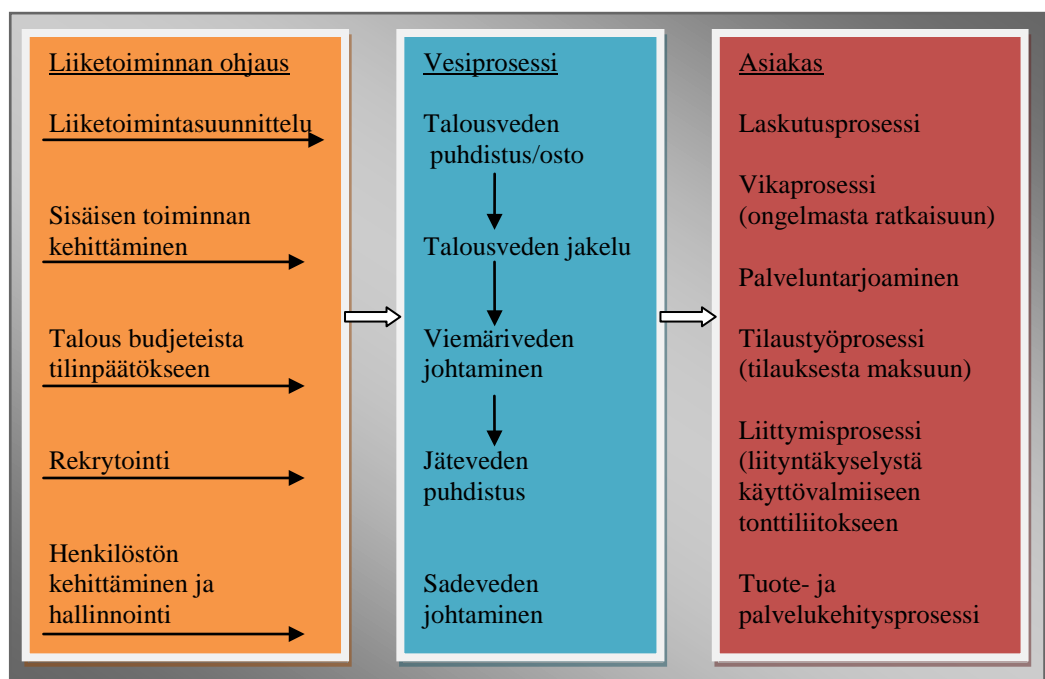 Liiketoiminnan ohjaus
Liiketoimintasuunnittelu
Sisäisen toiminnan
kehittäminen
Talous budjeteista
tilinpäätökseen
Rekrytointi
Henkilöstön
kehittäminen ja
hallinnointi
Vesiprosessi
Talousveden
puhdistus/osto
Talousveden jakelu
Viemäriveden
johtaminen
Jäteveden
puhdistus
Sadeveden
johtaminen
Asiakas
Laskutusprosessi
Vikaprosessi
(ongelmasta ratkaisuun)
Palveluntarjoaminen
Tilaustyöprosessi
(tilauksesta maksuun)
Liittymisprosessi
(liityntäkyselystä
käyttövalmiiseen
tonttiliitokseen
Tuote- ja
palvelukehitysprosessi